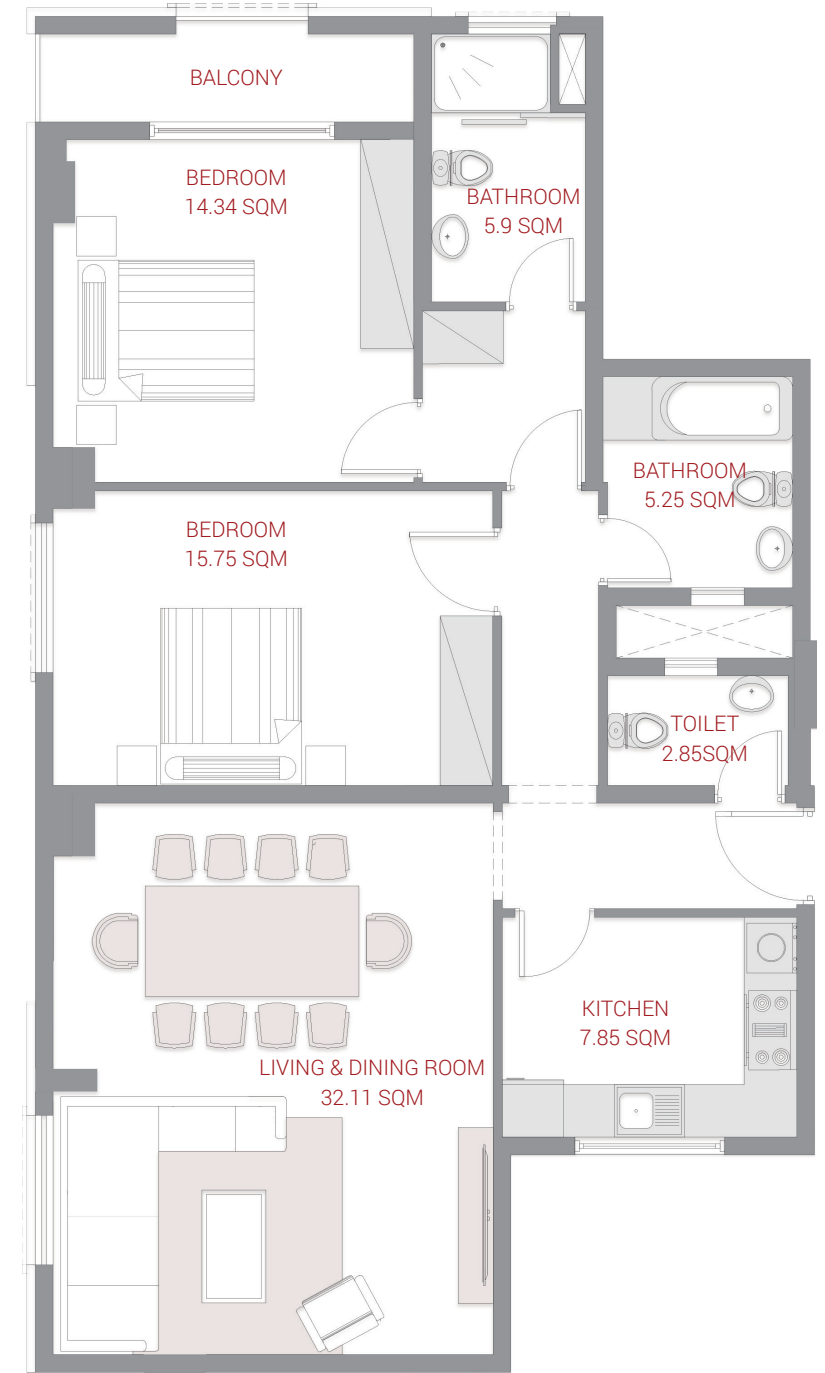 BALCONY
BEDROOM
14.34 SQM
BATHROOM
5.9 SQM
BATHROOM
5.25 SQM
BEDROOM
15.75 SQM
TOILET
2.85SQM
KITCHEN
7.85 SQM
LIVING & DINING ROOM
32.11 SQM